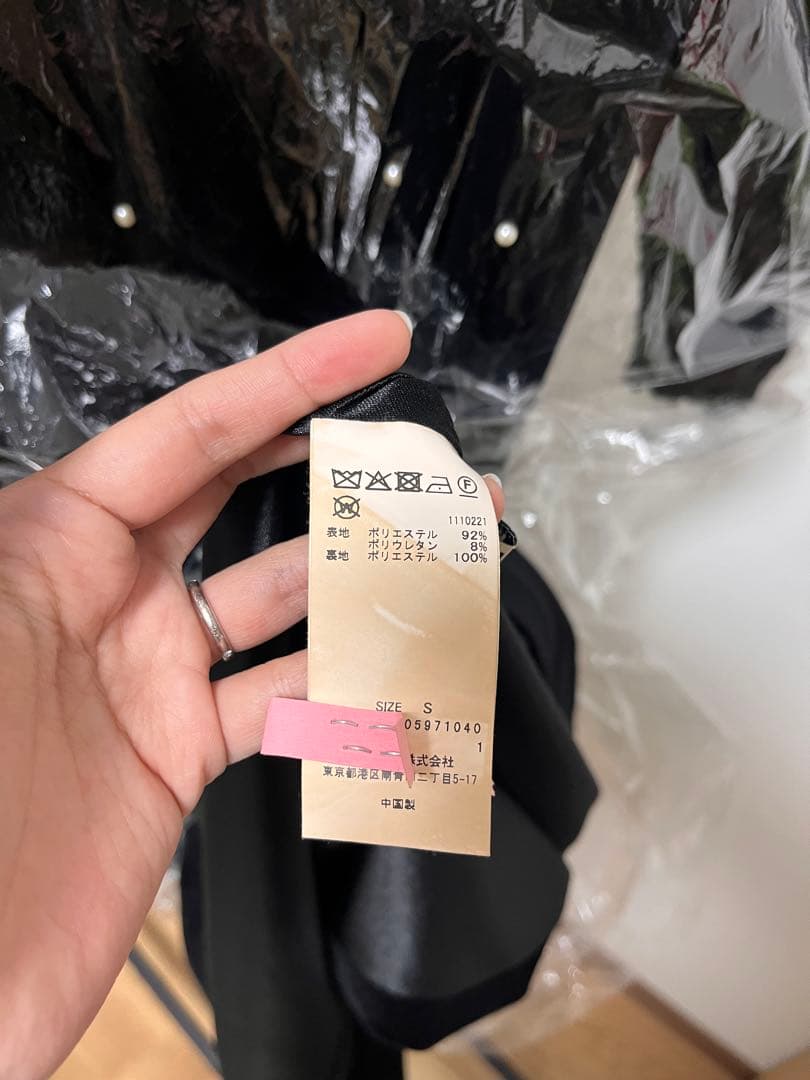 F
W
1110221
表地 ポリエステル 92%
ポリウレタン 8%
裏地 ポリエステル 100%
SIZE S
05971040
1
株式会社
東京都港区南青山二丁目5-17
中国製